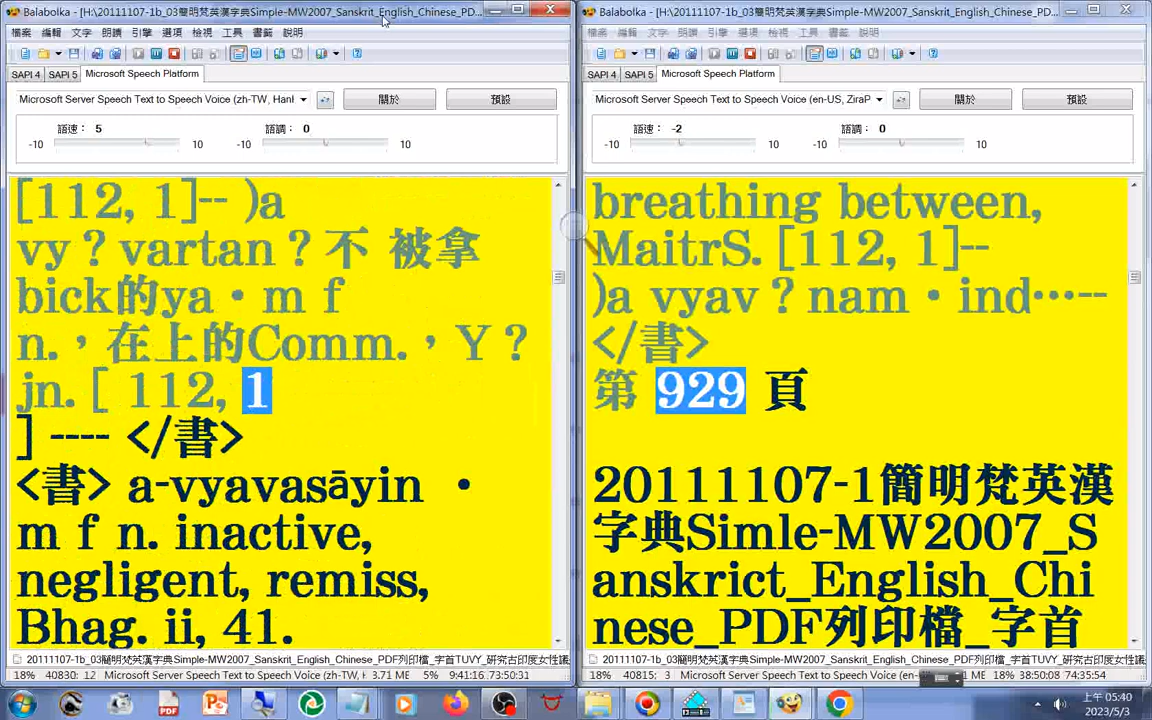 Balabolka - [H:\20111107-1b_03簡明梵英漢字典Simple-MW2007_Sanskrit_English_Chinese_PD...
檔案 編輯 文字 朗讀 引擎 選項 檢視 工具 書籤 說明
SAPI 4 SAPI 5 Microsoft Speech Platform
Microsoft Server Speech Text to Speech Voice (zh-TW, Hanl 關於 預設
語速： 5 語調： 0
-10 10 -10 10
[112, 1]-- )a
vy？vartan？不 被拿
bick的ya・m f
n.，在上的Comm.，Y？
jn. [ 112, 1
] ---- </書>
<書> a-vyavasāyin ・
m f n. inactive,
negligent, remiss,
Bhag. ii, 41.
20111107-1b_03簡明梵英漢字典Simple-MW2007_Sanskrit_English_Chinese_PDF列印檔_字首TUVY_研究古印度女性議
18% 40830: 12 Microsoft Server Speech Text to Speech Voice (zh-TW, 3.71 ME 5% 9:41:16 73:50:31
Balabolka - [H:\20111107-1b_03簡明梵英漢字典Simple-MW2007_Sanskrit_English_Chinese_PD...
檔案 編輯 文字 朗讀 引擎 選項 檢視 工具 書籤 說明
SAPI 4 SAPI 5 Microsoft Speech Platform
Microsoft Server Speech Text to Speech Voice (en-US, ZiraP 關於 預設
語速： -2 語調： 0
-10 10 -10 10
breathing between,
MaitrS. [112, 1]--
)a vyav？nam・ind…--
</書>
第 929 頁
20111107-1簡明梵英漢
字典Simle-MW2007_S
anskrict_English_Chi
nese_PDF列印檔_字首
20111107-1b_03簡明梵英漢字典Simple-MW2007_Sanskrit_English_Chinese_PDF列印檔_字首TUVY_研究古印度女性議
18% 40815: 3 Microsoft Server Speech Text to Speech Voice (en- 18% 38:50:08 74:35:54
上午 05:40
2023/5/3